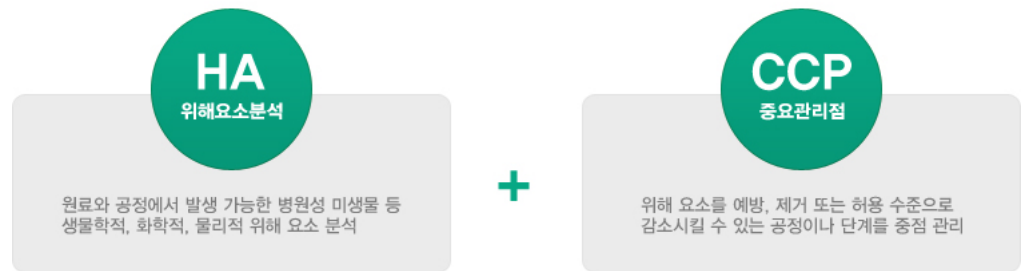 HA
위해요소분석
원료와 공정에서 발생 가능한 병원성 미생물 등
생물학적, 화학적, 물리적 위해 요소 분석
+
CCP
중요관리점
위해 요소를 예방, 제거 또는 허용 수준으로
감소시킬 수 있는 공정이나 단계를 중점 관리